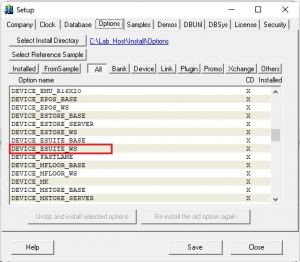 Setup
Company Clock Database Options Samples Demos DBUtil DBSys License Security
Select Install Directory C:\Lab_Host\Install\Options
Select Reference Sample
Installed FromSample All Bank Device Link Plugin Promo Xchange Others
Option name CD Installed
DEVICE_EMU_R16X20 X
DEVICE_EPOS_BASE X
DEVICE_EPOS_WS X
DEVICE_ESTORE_BASE X
DEVICE_ESTORE_SERVER X
DEVICE_ESTORE_WS X
DEVICE_ESUITE_BASE X
DEVICE_ESUITE_WS X
DEVICE_FASTLANE X
DEVICE_MFLOOR_BASE X
DEVICE_MFLOOR_WS X
DEVICE_MK X
DEVICE_MSTORE_BASE X
DEVICE_MSTORE_SERVER X
Unzip and install selected options Re-install the old option again
Help Save Close